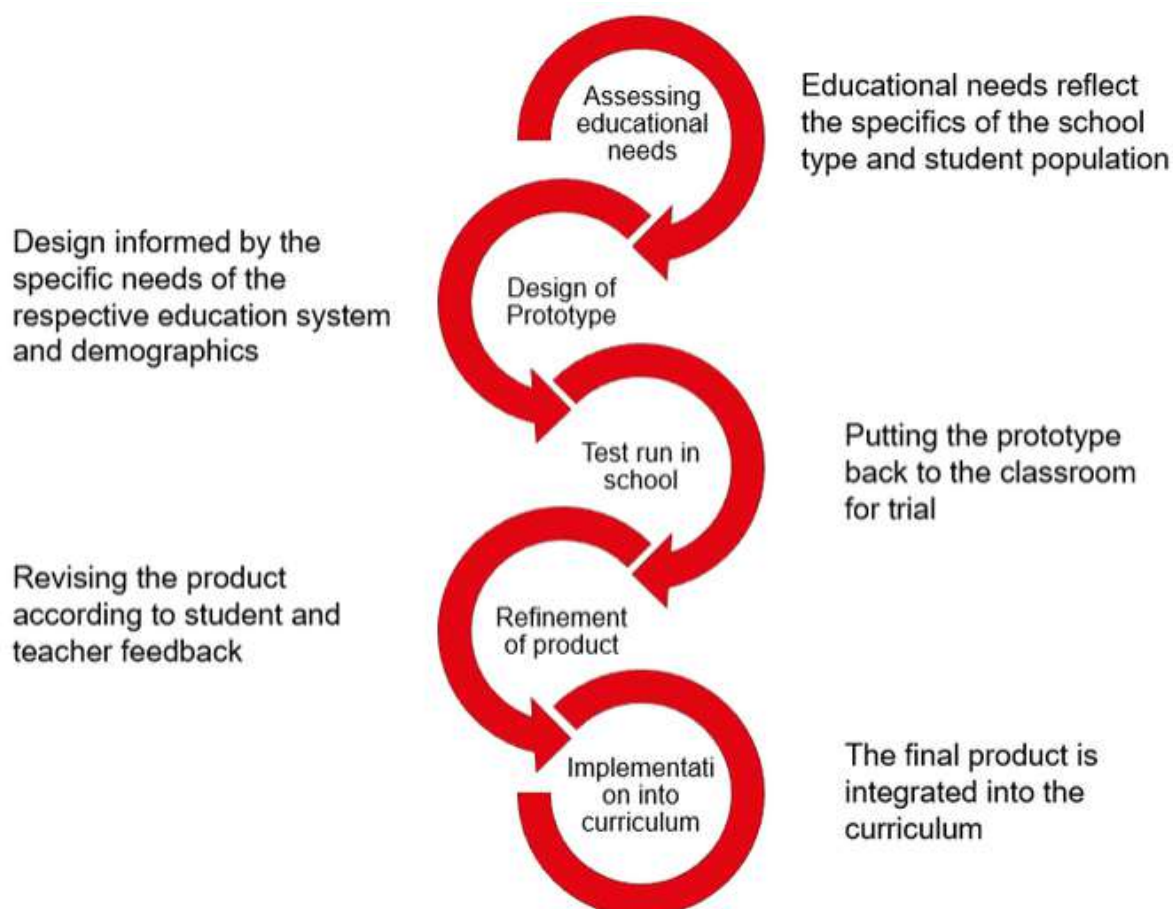 Assessing
educational
needs
Educational needs reflect
the specifics of the school
type and student population
Design informed by the
specific needs of the
respective education system
and demographics
Design of
Prototype
Test run in
school
Putting the prototype
back to the classroom
for trial
Revising the product
according to student and
teacher feedback
Refinement
of product
Implementati
on into
curriculum
The final product is
integrated into the
curriculum